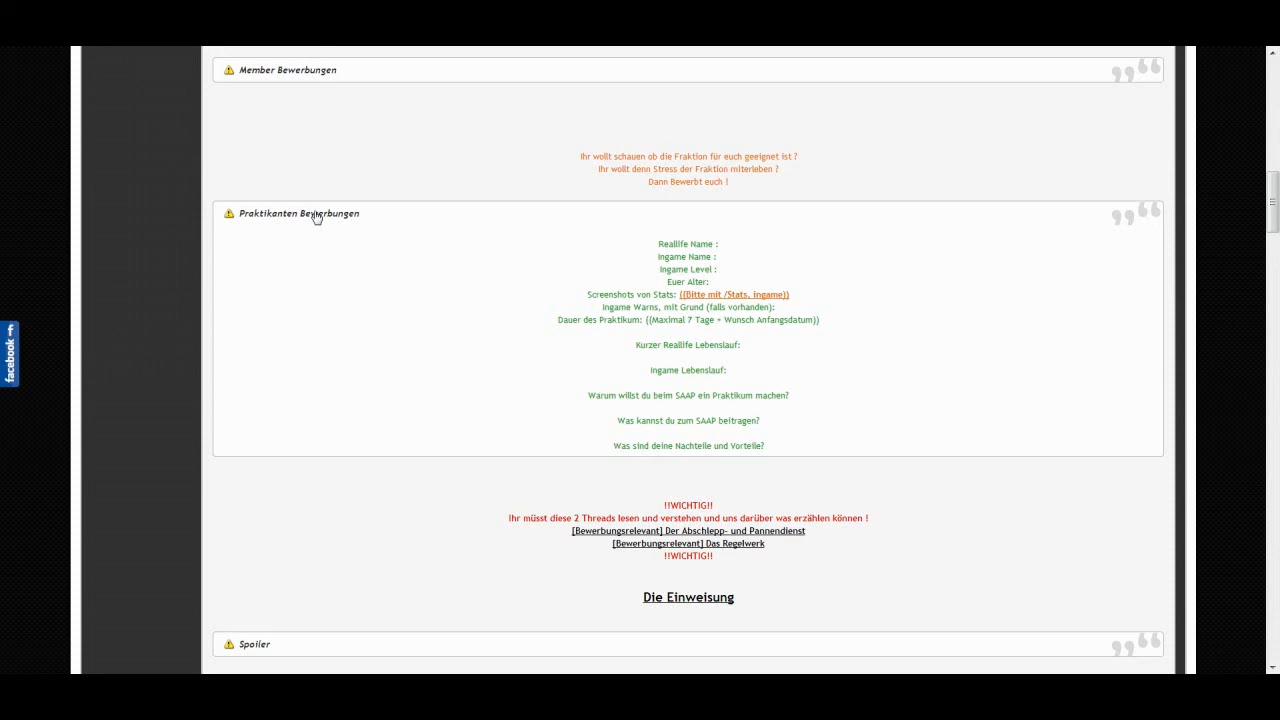 Member Bewerbungen
Ihr wollt schauen ob die Fraktion für euch geeignet ist ?
Ihr wollt denn Stress der Fraktion miterleben ?
Dann Bewerbt euch !
Praktikanten Bewerbungen
Reallife Name :
Ingame Name :
Ingame Level :
Euer Alter:
Screenshots von Stats: ((Bitte mit /Stats, ingame))
Ingame Warns, mit Grund (falls vorhanden):
Dauer des Praktikum: ((Maximal 7 Tage + Wunsch Anfangsdatum))
Kurzer Reallife Lebenslauf:
Ingame Lebenslauf:
Warum willst du beim SAAP ein Praktikum machen?
Was kannst du zum SAAP beitragen?
Was sind deine Nachteile und Vorteile?
facebook
!!WICHTIG!!
Ihr müsst diese 2 Threads lesen und verstehen und uns darüber was erzählen können !
[Bewerbungsrelevant] Der Abschlepp- und Pannendienst
[Bewerbungsrelevant] Das Regelwerk
!!WICHTIG!!
Die Einweisung
Spoiler